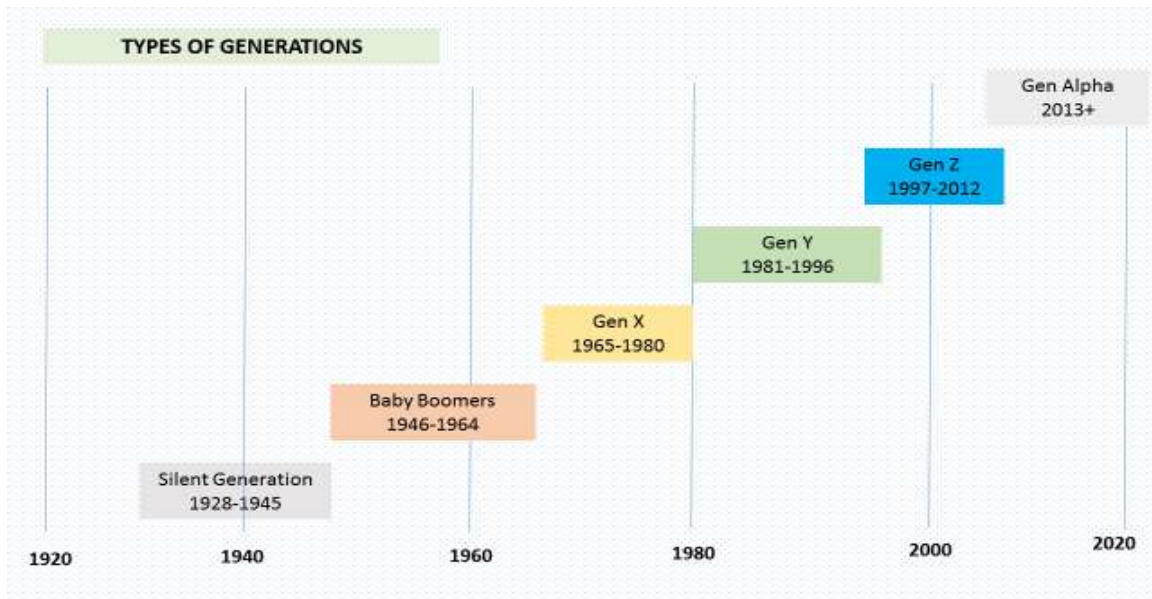 TYPES OF GENERATIONS
Gen Alpha
2013+
Gen Z
1997-2012
Gen Y
1981-1996
Gen X
1965-1980
Baby Boomers
1946-1964
Silent Generation
1928-1945
1920
1940
1960
1980
2000
2020